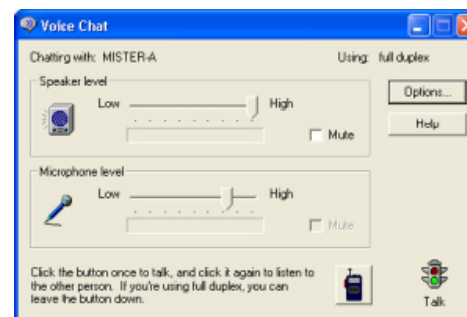 Voice Chat
Chatting with: MISTER-A
Using: full duplex
Speaker level
Low High
Mute
Options...
Help
Microphone level
Low High
Mute
Click the button once to talk, and click it again to listen to
the other person. If you're using full duplex, you can
leave the button down.
Talk